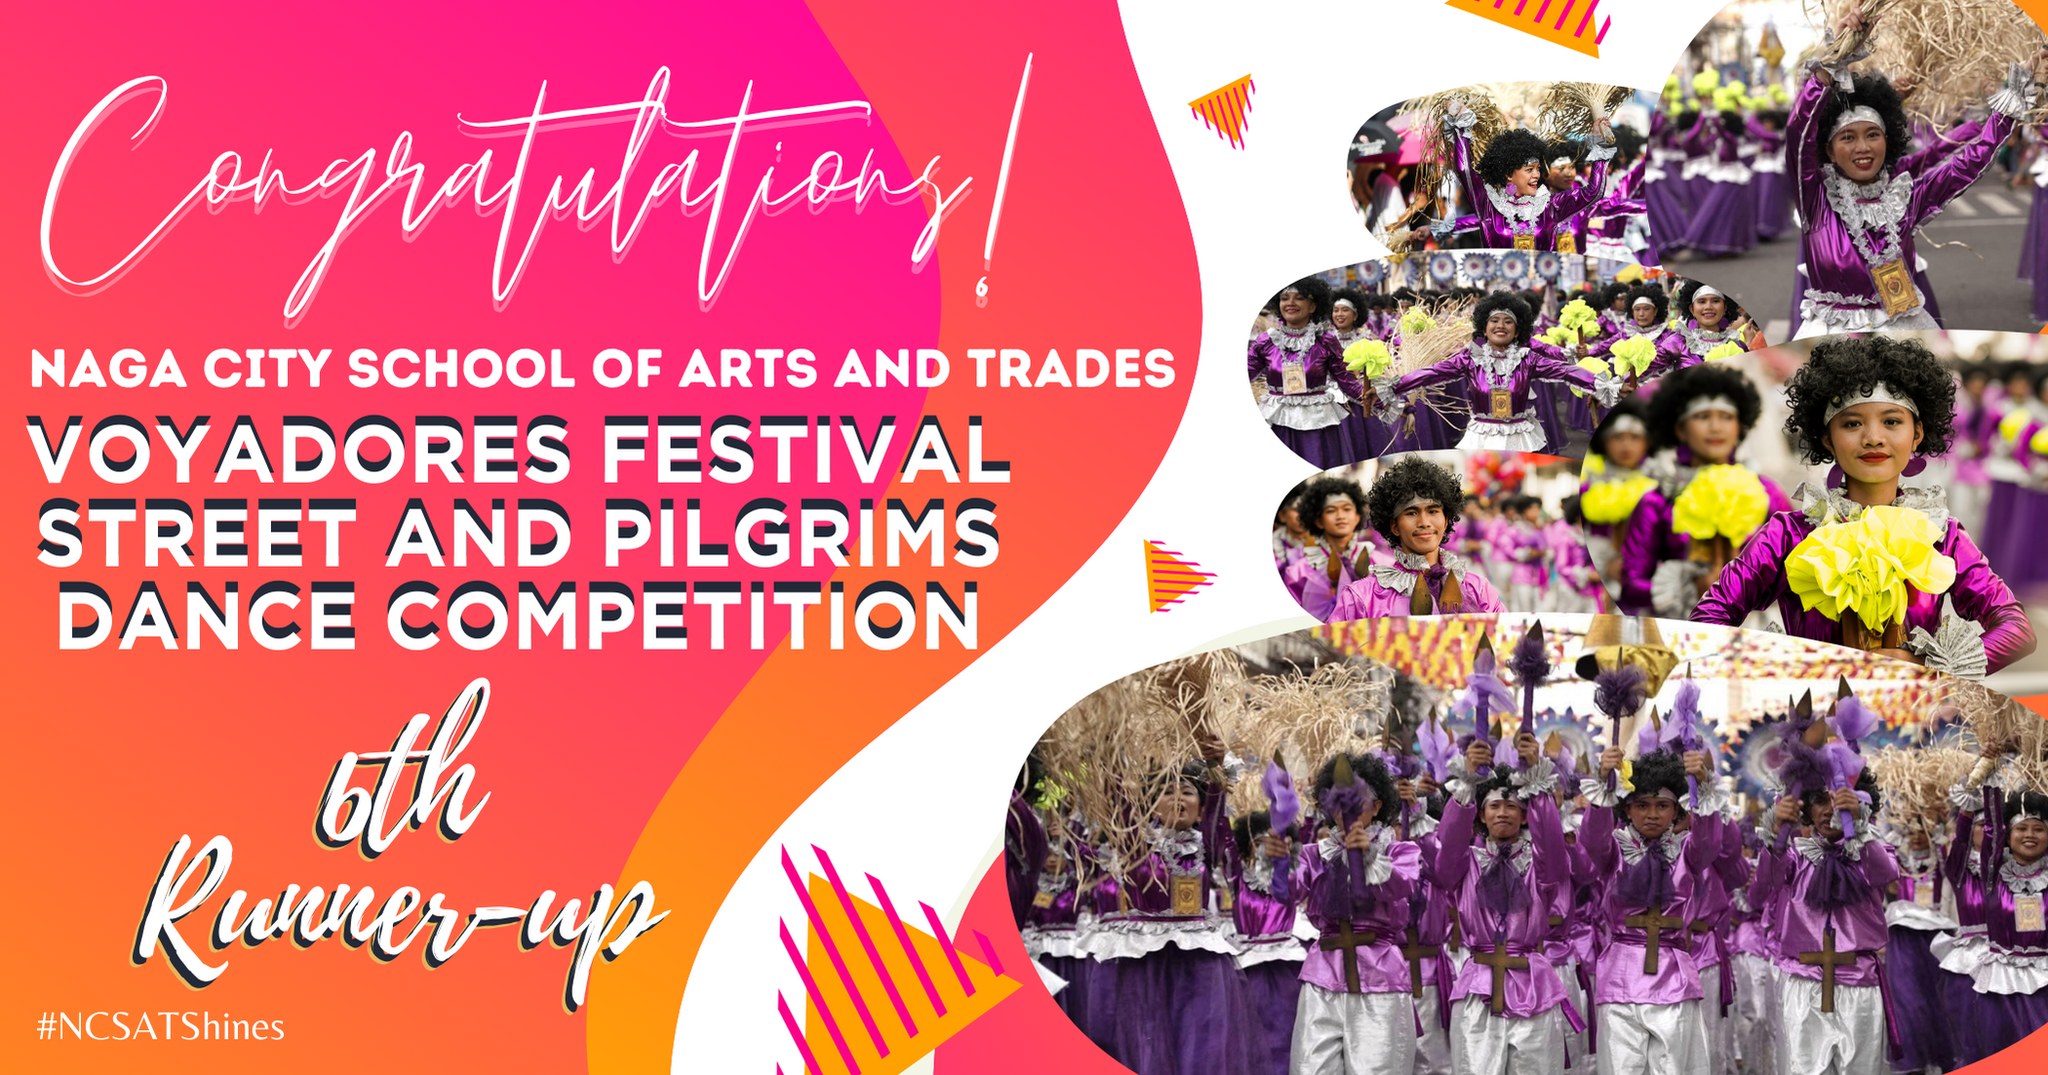 Congratulations!
NAGA CITY SCHOOL OF ARTS AND TRADES
VOYADORES FESTIVAL
STREET AND PILGRIMS
DANCE COMPETITION
6th
Runner-up
#NCSATShines